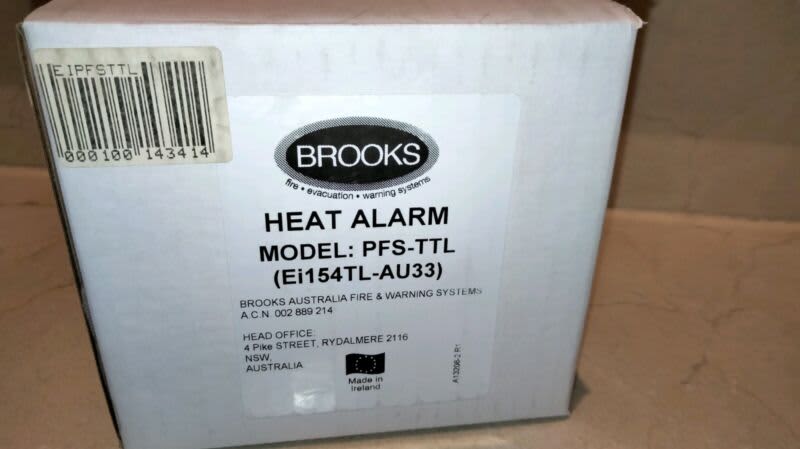 EIPFSTTL
000100 143414
BROOKS
fire • evacuation • warning systems
HEAT ALARM
MODEL: PFS-TTL
(Ei154TL-AU33)
BROOKS AUSTRALIA FIRE & WARNING SYSTEMS
A.C.N. 002 889 214
HEAD OFFICE:
4 Pike STREET, RYDALMERE 2116
NSW,
AUSTRALIA
Made in
Ireland
A13206-2 R1